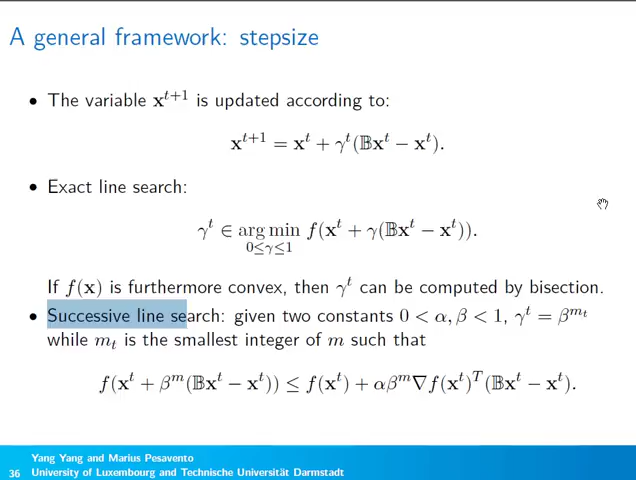 A general framework: stepsize
• The variable x^{t+1} is updated according to:
x^{t+1} = x^t + γ^t(𝔹x^t − x^t).
• Exact line search:
γ^t ∈ arg min_{0≤γ≤1} f(x^t + γ(𝔹x^t − x^t)).
If f(x) is furthermore convex, then γ^t can be computed by bisection.
• Successive line search: given two constants 0 < α, β < 1, γ^t = β^{m_t}
while m_t is the smallest integer of m such that
f(x^t + β^m(𝔹x^t − x^t)) ≤ f(x^t) + αβ^m∇f(x^t)^T(𝔹x^t − x^t).
Yang Yang and Marius Pesavento
36 University of Luxembourg and Technische Universität Darmstadt